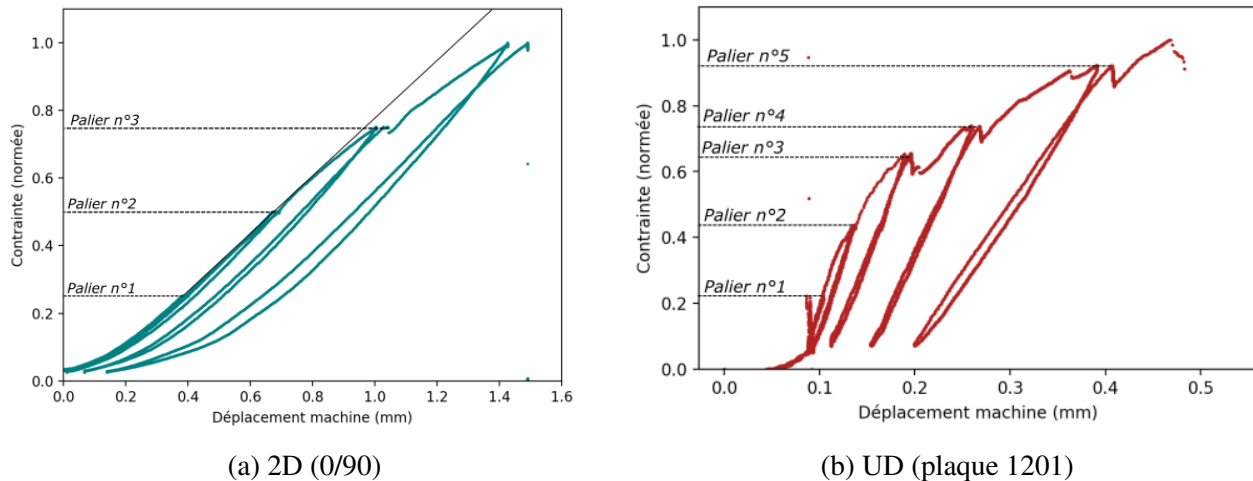 Contrainte (normée)
1.0
0.8
0.6
0.4
0.2
0.0
Palier n°3
Palier n°2
Palier n°1
0.0 0.2 0.4 0.6 0.8 1.0 1.2 1.4 1.6
Déplacement machine (mm)
(a) 2D (0/90)
Contrainte (normée)
1.0
0.8
0.6
0.4
0.2
0.0
Palier n°5
Palier n°4
Palier n°3
Palier n°2
Palier n°1
0.0 0.1 0.2 0.3 0.4 0.5
Déplacement machine (mm)
(b) UD (plaque 1201)